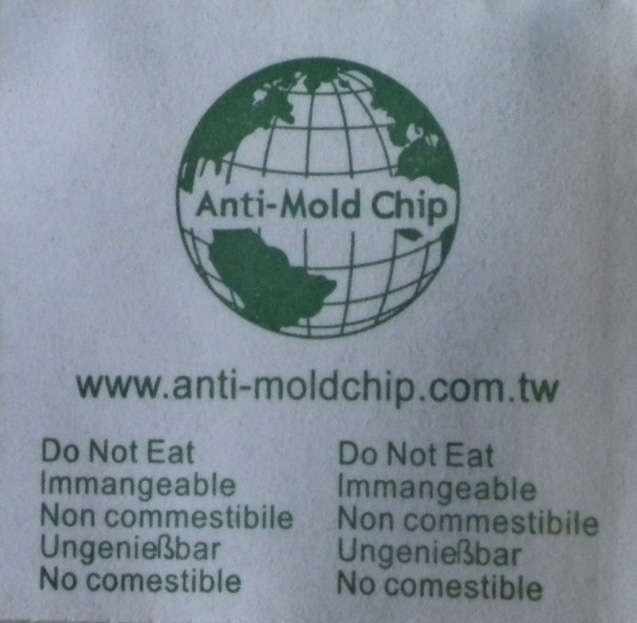 Anti-Mold Chip
www.anti-moldchip.com.tw
Do Not Eat
Immangeable
Non commestibile
Ungenießbar
No comestible
Do Not Eat
Immangeable
Non commestibile
Ungenießbar
No comestible